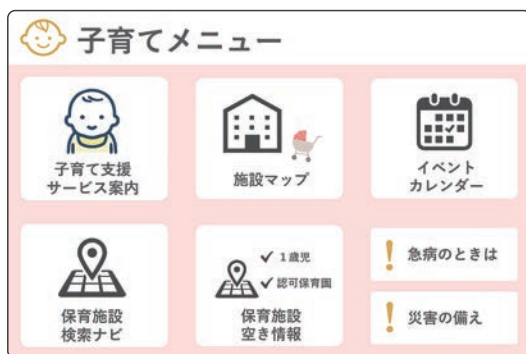 子育てメニュー
子育て支援
サービス案内
施設マップ
イベント
カレンダー
保育施設
検索ナビ
1歳児
認可保育園
保育施設
空き情報
急病のときは
災害の備え